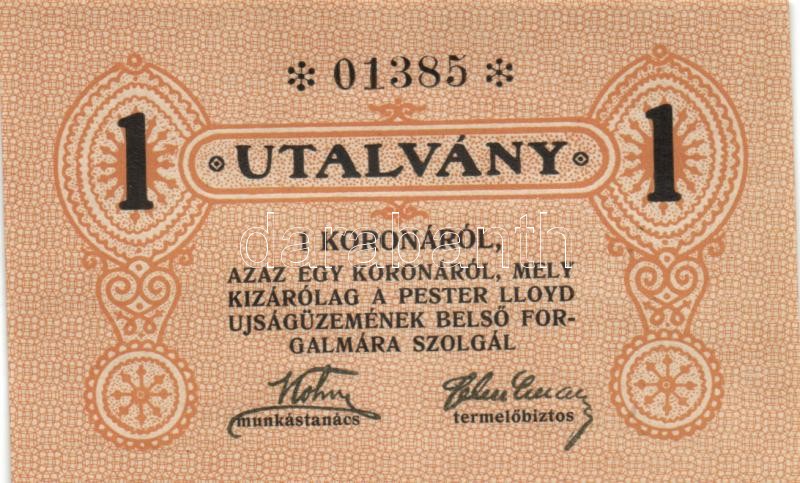 * 01385 *
1 · UTALVÁNY · 1
1 KORONÁRÓL,
AZAZ EGY KORONÁRÓL, MELY
KIZÁRÓLAG A PESTER LLOYD
UJSÁGÜZEMÉNEK BELSŐ FOR-
GALMÁRA SZOLGÁL
munkástanács termelőbiztos
darabanth